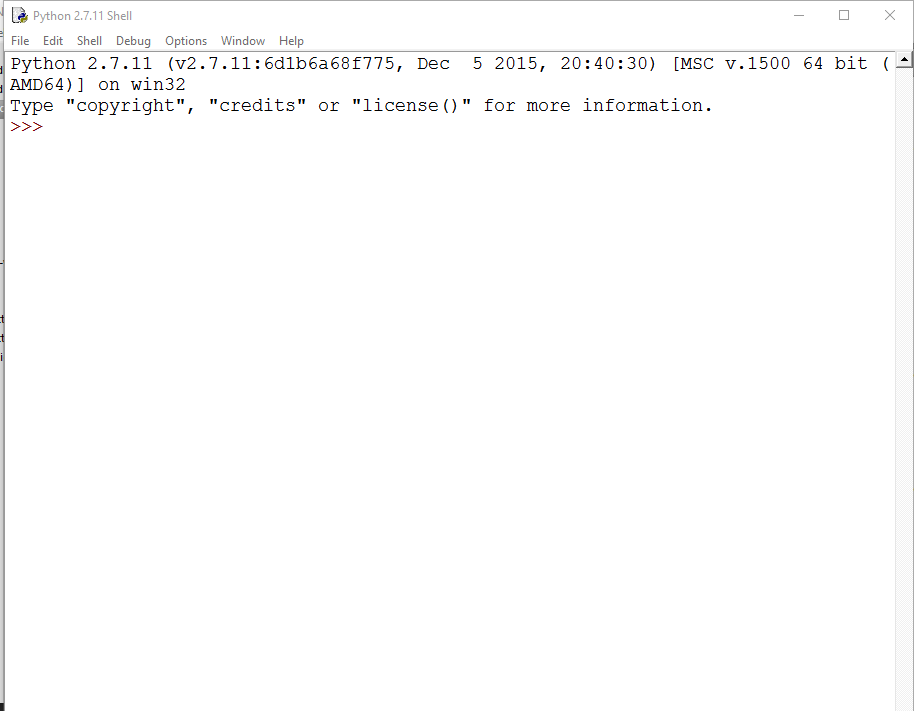 Python 2.7.11 Shell
File Edit Shell Debug Options Window Help
Python 2.7.11 (v2.7.11:6d1b6a68f775, Dec  5 2015, 20:40:30) [MSC v.1500 64 bit (
AMD64)] on win32
Type "copyright", "credits" or "license()" for more information.
>>>